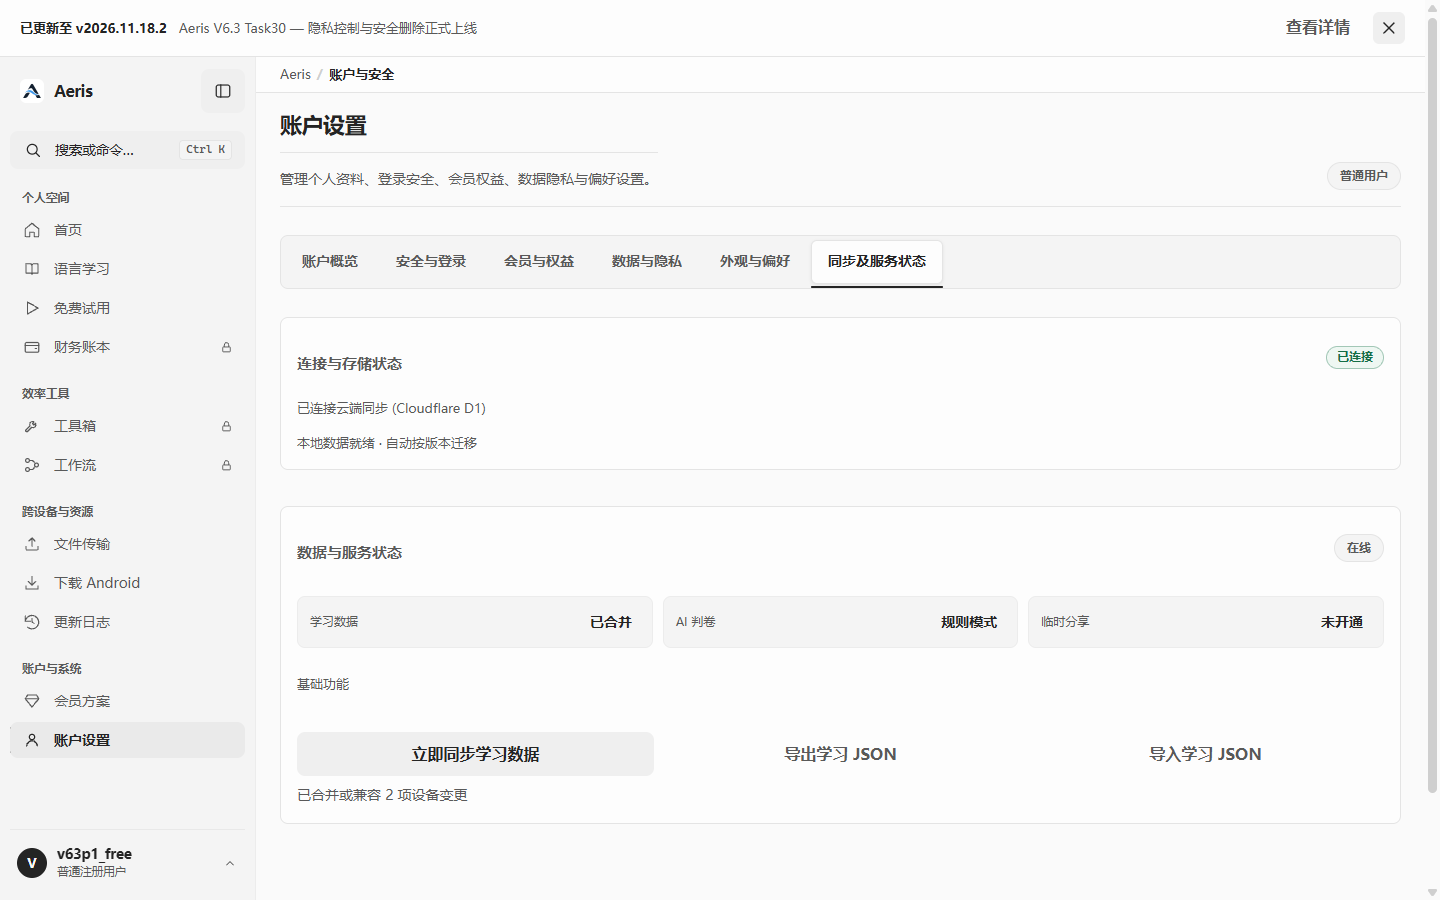 已更新至 v2026.11.18.2 Aeris V6.3 Task30 — 隐私控制与安全删除正式上线
查看详情
Aeris
搜索或命令... Ctrl K
个人空间
首页
语言学习
免费试用
财务账本
效率工具
工具箱
工作流
跨设备与资源
文件传输
下载 Android
更新日志
账户与系统
会员方案
账户设置
V
v63p1_free
普通注册用户
Aeris / 账户与安全
账户设置
管理个人资料、登录安全、会员权益、数据隐私与偏好设置。
普通用户
账户概览 安全与登录 会员与权益 数据与隐私 外观与偏好 同步及服务状态
连接与存储状态
已连接
已连接云端同步 (Cloudflare D1)
本地数据就绪 · 自动按版本迁移
数据与服务状态
在线
学习数据 已合并 AI 判卷 规则模式 临时分享 未开通
基础功能
立即同步学习数据 导出学习 JSON 导入学习 JSON
已合并或兼容 2 项设备变更